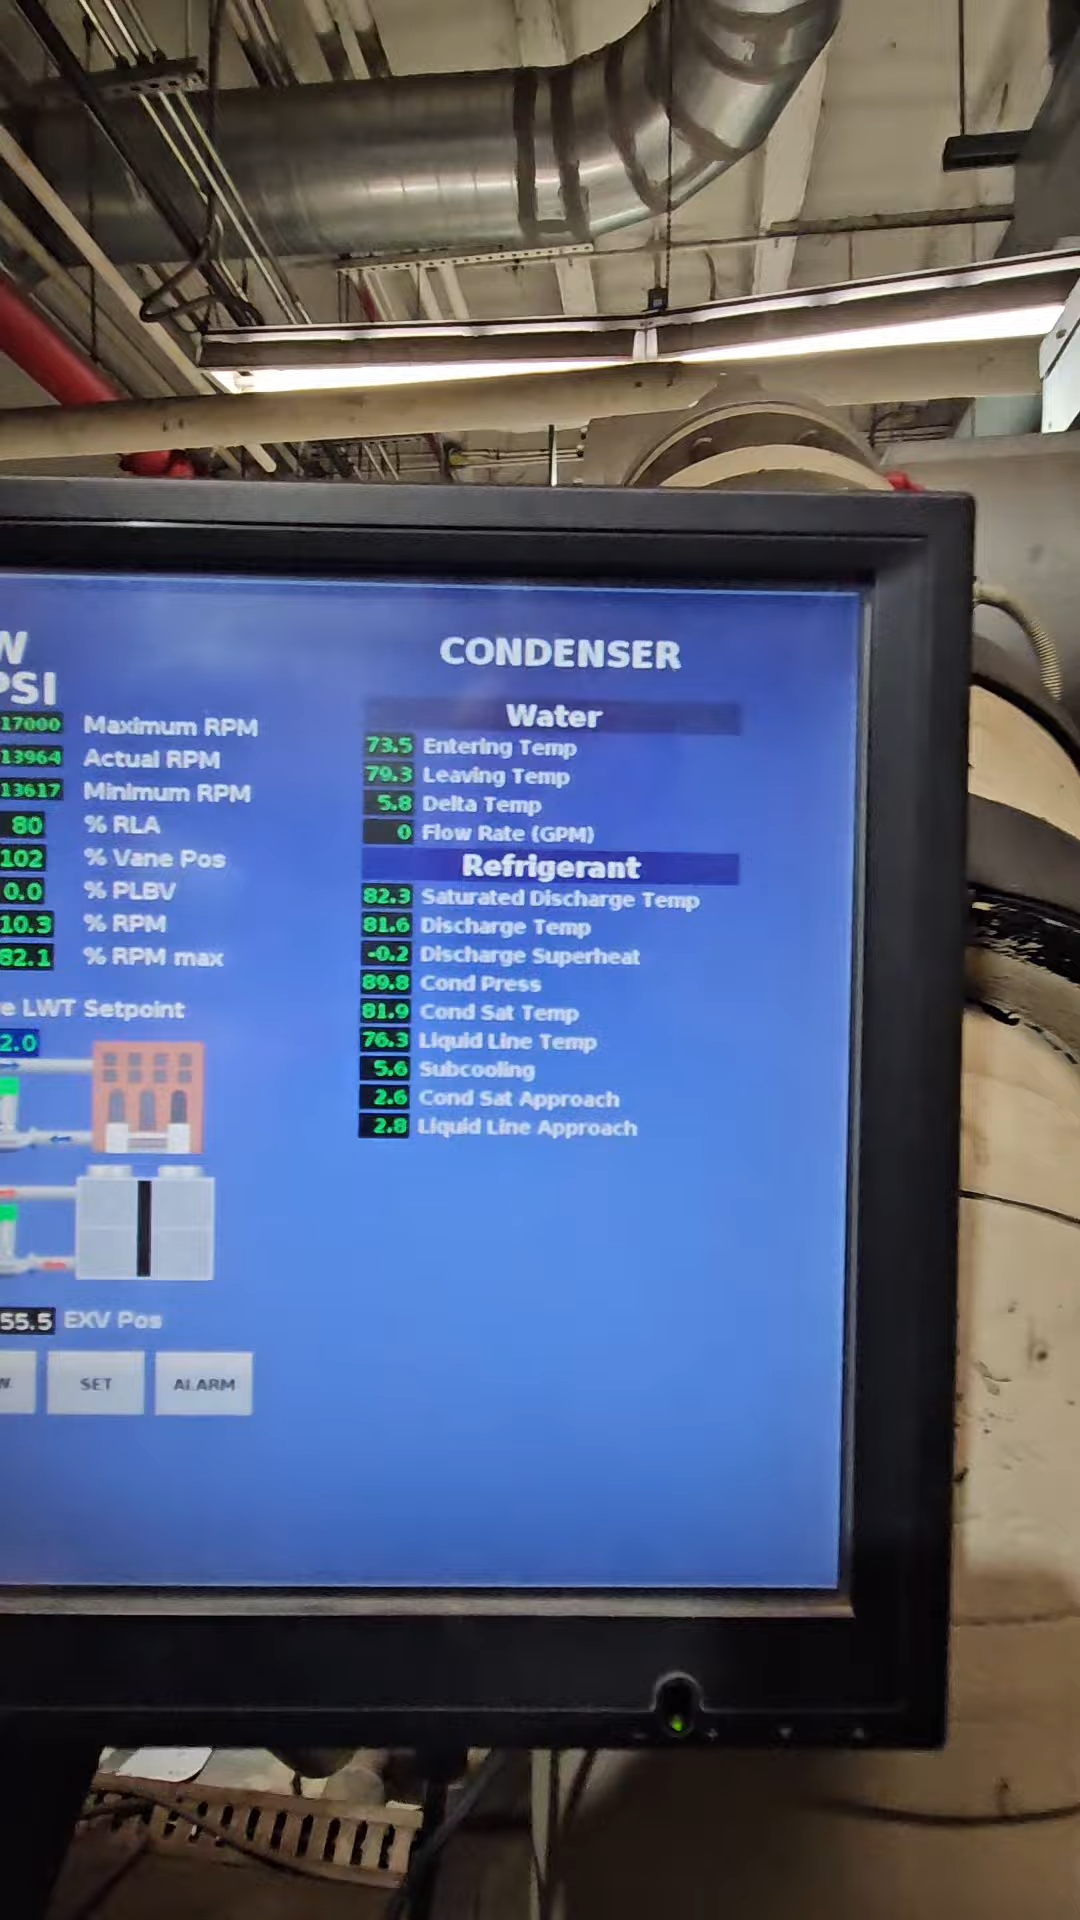 W
PSI
17000 Maximum RPM
13964 Actual RPM
13617 Minimum RPM
80 % RLA
102 % Vane Pos
0.0 % PLBV
10.3 % RPM
82.1 % RPM max
e LWT Setpoint
2.0
55.5 EXV Pos
W
SET
ALARM
CONDENSER
Water
73.5 Entering Temp
79.3 Leaving Temp
5.8 Delta Temp
0 Flow Rate (GPM)
Refrigerant
82.3 Saturated Discharge Temp
81.6 Discharge Temp
-0.2 Discharge Superheat
89.8 Cond Press
81.9 Cond Sat Temp
76.3 Liquid Line Temp
5.6 Subcooling
2.6 Cond Sat Approach
2.8 Liquid Line Approach